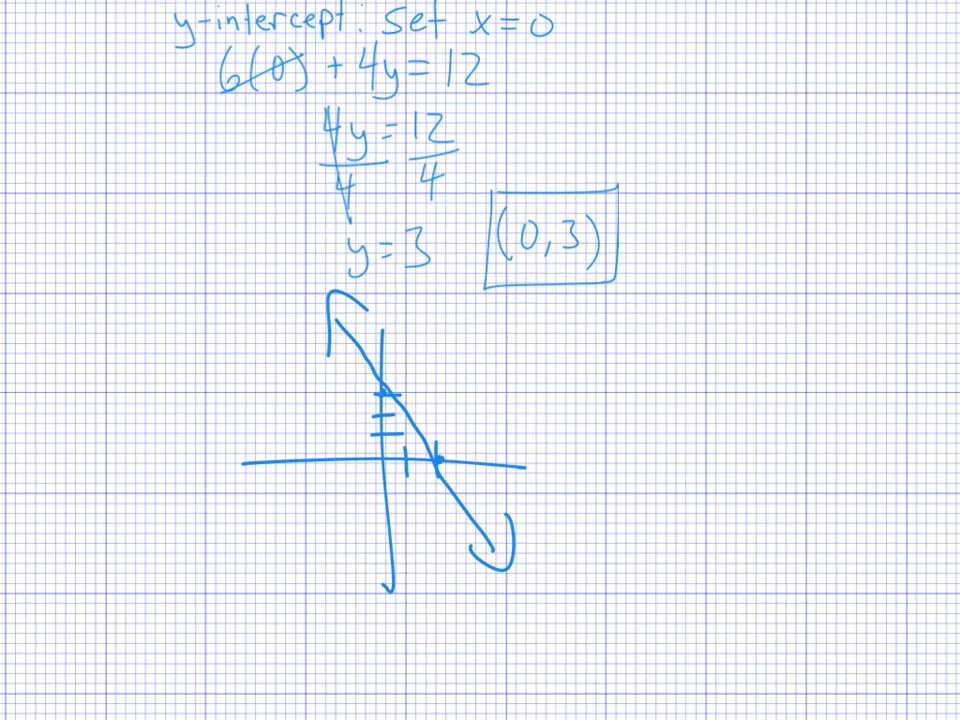 y-intercept: Set x=0
6(0) + 4y = 12
4y = 12
4 4
y = 3 (0,3)